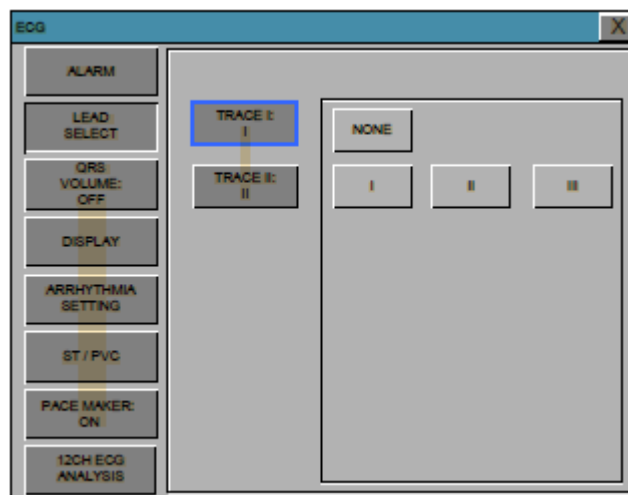 ECG
X
ALARM
LEAD
SELECT
QRS
VOLUME:
OFF
DISPLAY
ARRHYTHMIA
SETTING
ST / PVC
PACE MAKER:
ON
12CH ECG
ANALYSIS
TRACE I:
I
TRACE II:
II
NONE
I II III